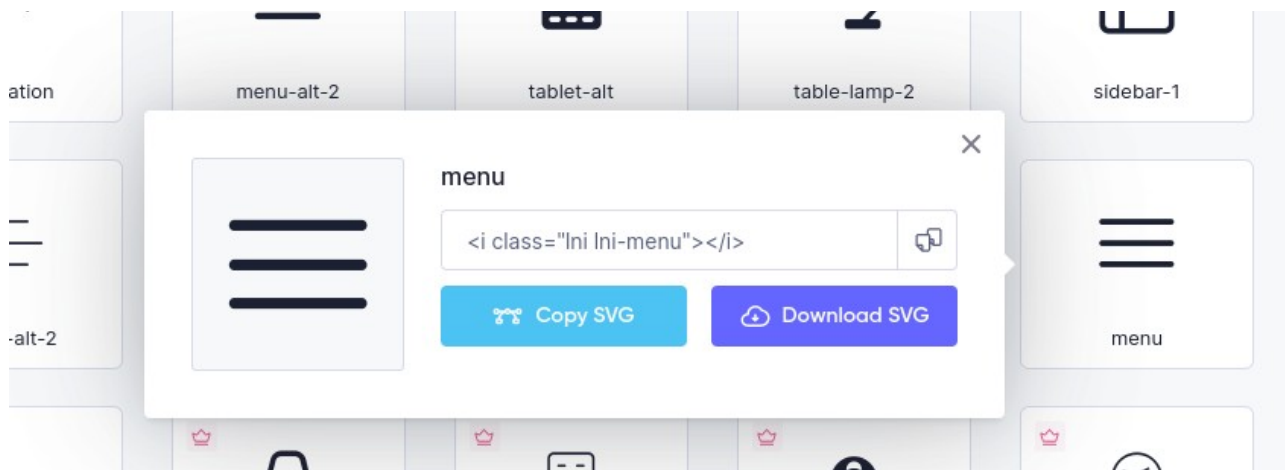 ation
menu-alt-2
tablet-alt
table-lamp-2
sidebar-1
menu
<i class="lni lni-menu"></i>
Copy SVG
Download SVG
-alt-2
menu